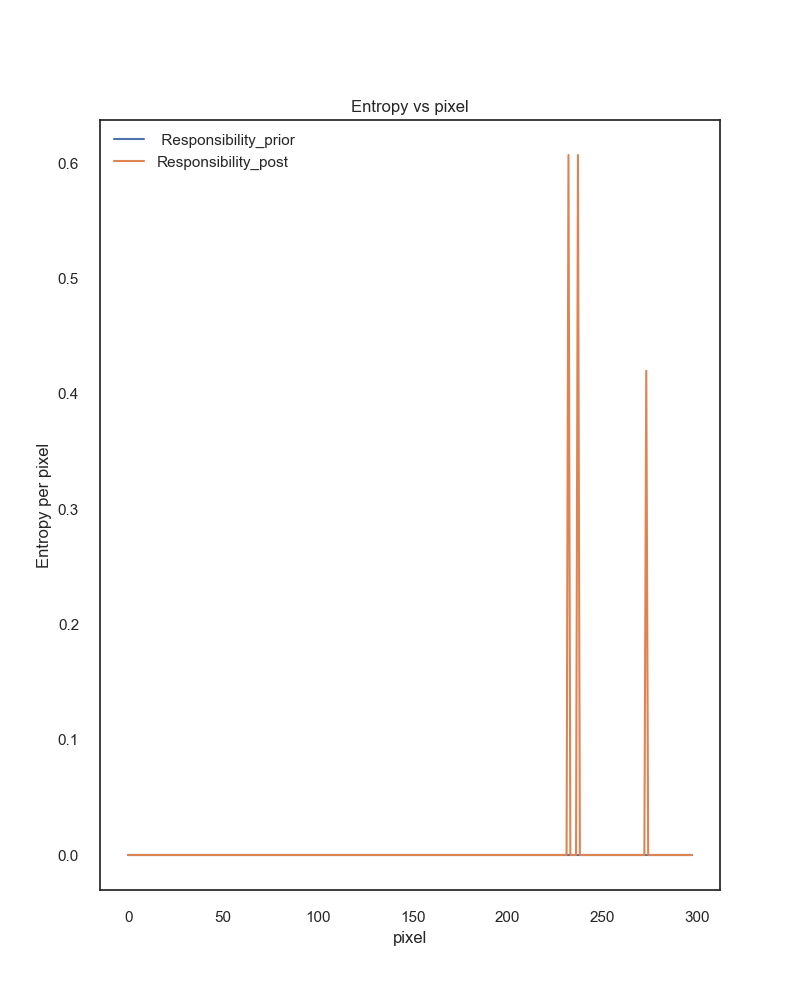 Entropy vs pixel
Responsibility_prior
Responsibility_post
0.6
0.5
0.4
0.3
0.2
0.1
0.0
Entropy per pixel
0 50 100 150 200 250 300
pixel